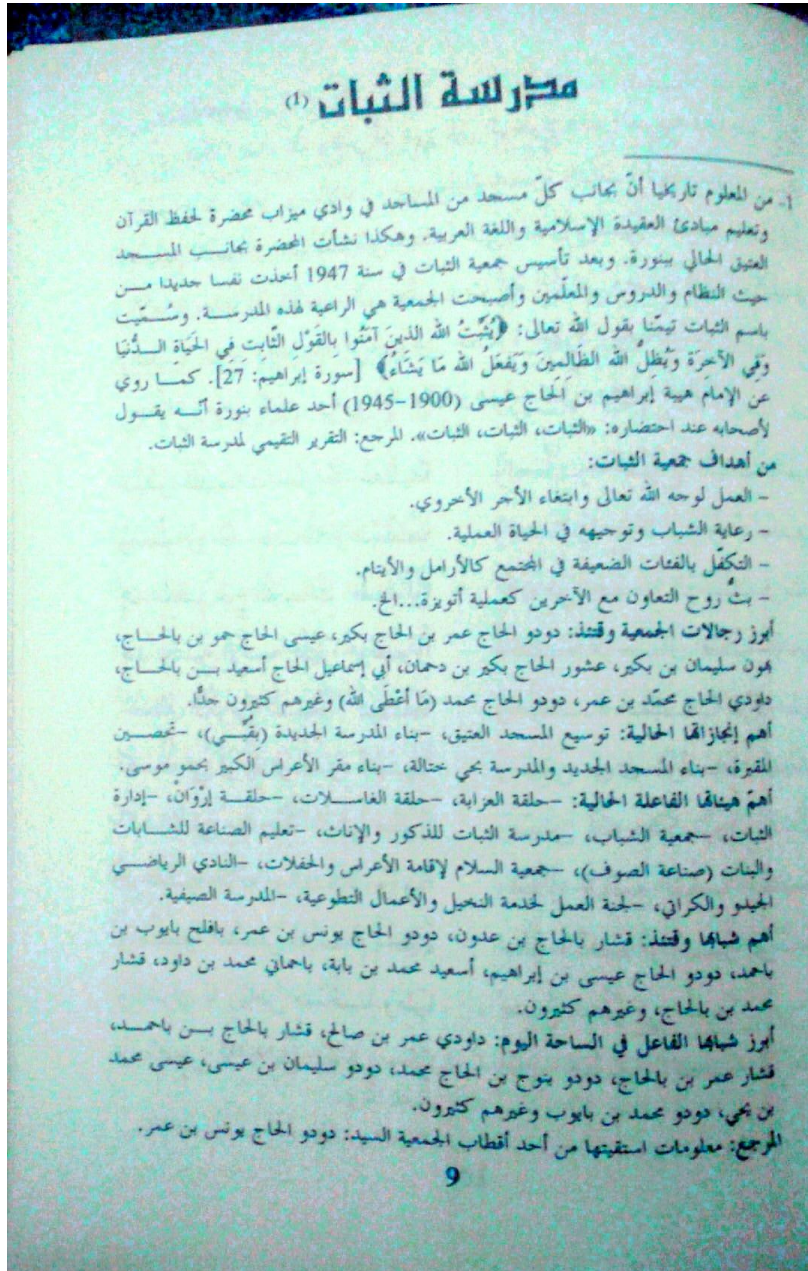 مدرسة الثبات (1)
1- من المعلوم تاريخيا أنّ بجانب كلّ مسجد من المساجد في وادي ميزاب محضرة لحفظ القرآن
وتعليم مبادئ العقيدة الإسلامية واللغة العربية. وهكذا نشأت المحضرة بجانب المسجد
العتيق الحالي ببنورة. وبعد تأسيس جمعية الثبات في سنة 1947 أخذت نفسا جديدا من
حيث النظام والدروس والمعلّمين وأصبحت الجمعية هي الراعية لهذه المدرسة. وسُمّيت
باسم الثبات تيمّنا بقول الله تعالى: ﴿يُثَبِّتُ الله الذينَ آمَنُوا بِالقَوْلِ الثّابِتِ فِي الحَيَاةِ الدُّنيَا
وَفِي الآخِرَة وَيُظِلُّ الله الظَالمِينَ وَيَفعَلُ الله مَا يَشَاءُ﴾ [سورة إبراهيم: 27]. كما روي
عن الإمام هيبة إبراهيم بن الحاج عيسى (1900-1945) أحد علماء بنورة أنّه يقول
لأصحابه عند احتضاره: «الثبات، الثبات، الثبات». المرجع: التقرير التقيمي لمدرسة الثبات.
من أهداف جمعية الثبات:
- العمل لوجه الله تعالى وابتغاء الأجر الأخروي.
- رعاية الشباب وتوجيهه في الحياة العملية.
- التكفّل بالفئات الضعيفة في المجتمع كالأرامل والأيتام.
- بثُّ روح التعاون مع الآخرين كعملية أتويزة...الخ.
أبرز رجالات الجمعية وقتئذ: دودو الحاج عمر بن الحاج بكير، عيسى الحاج حمو بن بالحاج،
بهون سليمان بن بكير، عشور الحاج بكير بن دحمان، أبي إسماعيل الحاج أسعيد بن بالحاج،
داودي الحاج محمّد بن عمر، دودو الحاج محمد (مَا أعْطَى الله) وغيرهم كثيرون جدًّا.
أهم إنجازاتها الحالية: توسيع المسجد العتيق، -بناء المدرسة الجديدة (بِقُّي)، -تحصين
المقبرة، -بناء المسجد الجديد والمدرسة بحي ختالة، -بناء مقر الأعراس الكبير بحمو موسى.
أهمّ هيئاتها الفاعلة الحالية: -حلقة العزابة، -حلقة الغاسلات، -حلقة إرْوَانْ، -إدارة
الثبات، -جمعية الشباب، -مدرسة الثبات للذكور والإناث، -تعليم الصناعة للشابات
والبنات (صناعة الصوف)، -جمعية السلام لإقامة الأعراس والحفلات، -النادي الرياضي
الجيدو والكراتي، -لجنة العمل لخدمة النخيل والأعمال التطوعية، -المدرسة الصيفية.
أهم شبابها وقتئذ: قشار بالحاج بن عدون، دودو الحاج يونس بن عمر، بافلح بايوب بن
باحمد، دودو الحاج عيسى بن إبراهيم، أسعيد محمد بن بابة، باحماني محمد بن داود، قشار
محمد بن بالحاج، وغيرهم كثيرون.
أبرز شبابها الفاعل في الساحة اليوم: داودي عمر بن صالح، قشار بالحاج بن باحمد،
قشار عمر بن بالحاج، دودو بنوح بن الحاج محمد، دودو سليمان بن عيسى، عيسى محمد
بن يحي، دودو محمد بن بايوب وغيرهم كثيرون.
المرجع: معلومات استقيتها من أحد أقطاب الجمعية السيد: دودو الحاج يونس بن عمر.
9